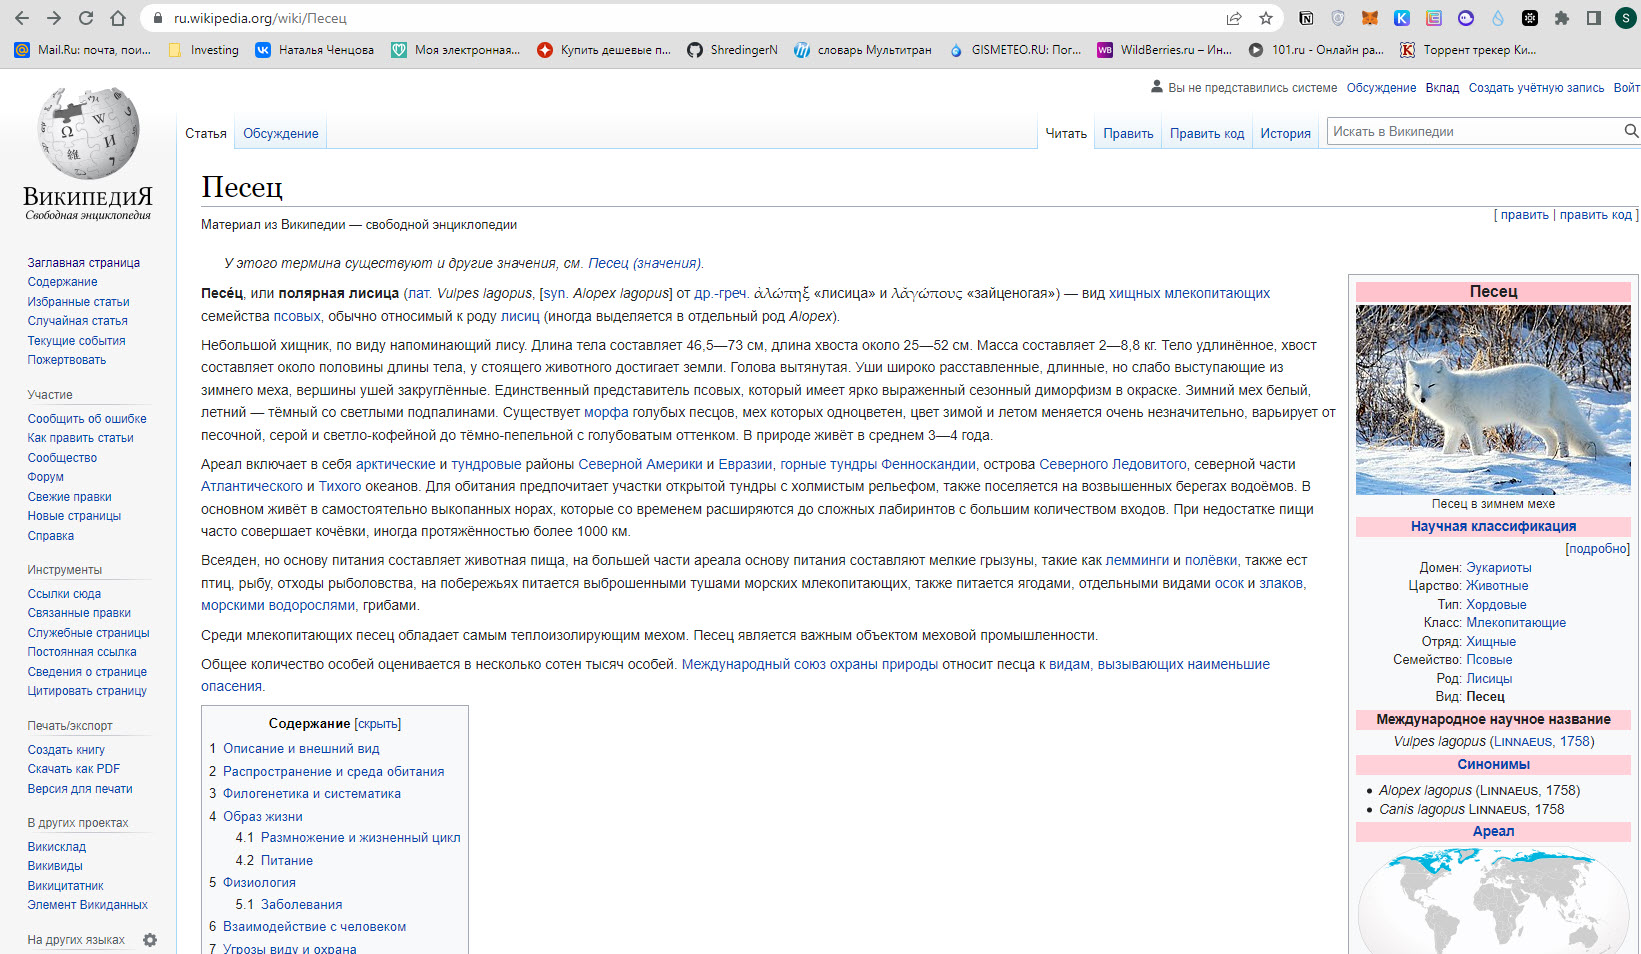 ru.wikipedia.org/wiki/Песец
Mail.Ru: почта, пои...
Investing
Наталья Ченцова
Моя электронная...
Купить дешевые п...
ShredingerN
словарь Мультитран
GISMETEO.RU: Пог...
WildBerries.ru – Ин...
101.ru - Онлайн ра...
Торрент трекер Ки...
Вы не представились системе Обсуждение Вклад Создать учётную запись Войт
Статья Обсуждение Читать Править Править код История Искать в Википедии
ВикипедиЯ
Свободная энциклопедия
Заглавная страница
Содержание
Избранные статьи
Случайная статья
Текущие события
Пожертвовать
Участие
Сообщить об ошибке
Как править статьи
Сообщество
Форум
Свежие правки
Новые страницы
Справка
Инструменты
Ссылки сюда
Связанные правки
Служебные страницы
Постоянная ссылка
Сведения о странице
Цитировать страницу
Печать/экспорт
Создать книгу
Скачать как PDF
Версия для печати
В других проектах
Викисклад
Викивиды
Викицитатник
Элемент Викиданных
На других языках
Песец
[ править | править код ]
Материал из Википедии — свободной энциклопедии
У этого термина существуют и другие значения, см. Песец (значения).
Песе́ц, или полярная лисица (лат. Vulpes lagopus, [syn. Alopex lagopus] от др.-греч. ἀλώπηξ «лисица» и λᾰγώπους «зайценогая») — вид хищных млекопитающих
семейства псовых, обычно относимый к роду лисиц (иногда выделяется в отдельный род Alopex).
Небольшой хищник, по виду напоминающий лису. Длина тела составляет 46,5—73 см, длина хвоста около 25—52 см. Масса составляет 2—8,8 кг. Тело удлинённое, хвост
составляет около половины длины тела, у стоящего животного достигает земли. Голова вытянутая. Уши широко расставленные, длинные, но слабо выступающие из
зимнего меха, вершины ушей закруглённые. Единственный представитель псовых, который имеет ярко выраженный сезонный диморфизм в окраске. Зимний мех белый,
летний — тёмный со светлыми подпалинами. Существует морфа голубых песцов, мех которых одноцветен, цвет зимой и летом меняется очень незначительно, варьирует от
песочной, серой и светло-кофейной до тёмно-пепельной с голубоватым оттенком. В природе живёт в среднем 3—4 года.
Ареал включает в себя арктические и тундровые районы Северной Америки и Евразии, горные тундры Фенноскандии, острова Северного Ледовитого, северной части
Атлантического и Тихого океанов. Для обитания предпочитает участки открытой тундры с холмистым рельефом, также поселяется на возвышенных берегах водоёмов. В
основном живёт в самостоятельно выкопанных норах, которые со временем расширяются до сложных лабиринтов с большим количеством входов. При недостатке пищи
часто совершает кочёвки, иногда протяжённостью более 1000 км.
Всеяден, но основу питания составляет животная пища, на большей части ареала основу питания составляют мелкие грызуны, такие как лемминги и полёвки, также ест
птиц, рыбу, отходы рыболовства, на побережьях питается выброшенными тушами морских млекопитающих, также питается ягодами, отдельными видами осок и злаков,
морскими водорослями, грибами.
Среди млекопитающих песец обладает самым теплоизолирующим мехом. Песец является важным объектом меховой промышленности.
Общее количество особей оценивается в несколько сотен тысяч особей. Международный союз охраны природы относит песца к видам, вызывающих наименьшие
опасения.
Содержание [скрыть]
1 Описание и внешний вид
2 Распространение и среда обитания
3 Филогенетика и систематика
4 Образ жизни
4.1 Размножение и жизненный цикл
4.2 Питание
5 Физиология
5.1 Заболевания
6 Взаимодействие с человеком
7 Угрозы виду и охрана
Песец
Песец в зимнем мехе
Научная классификация
[подробно]
Домен: Эукариоты
Царство: Животные
Тип: Хордовые
Класс: Млекопитающие
Отряд: Хищные
Семейство: Псовые
Род: Лисицы
Вид: Песец
Международное научное название
Vulpes lagopus (Linnaeus, 1758)
Синонимы
Alopex lagopus (Linnaeus, 1758)
Canis lagopus Linnaeus, 1758
Ареал